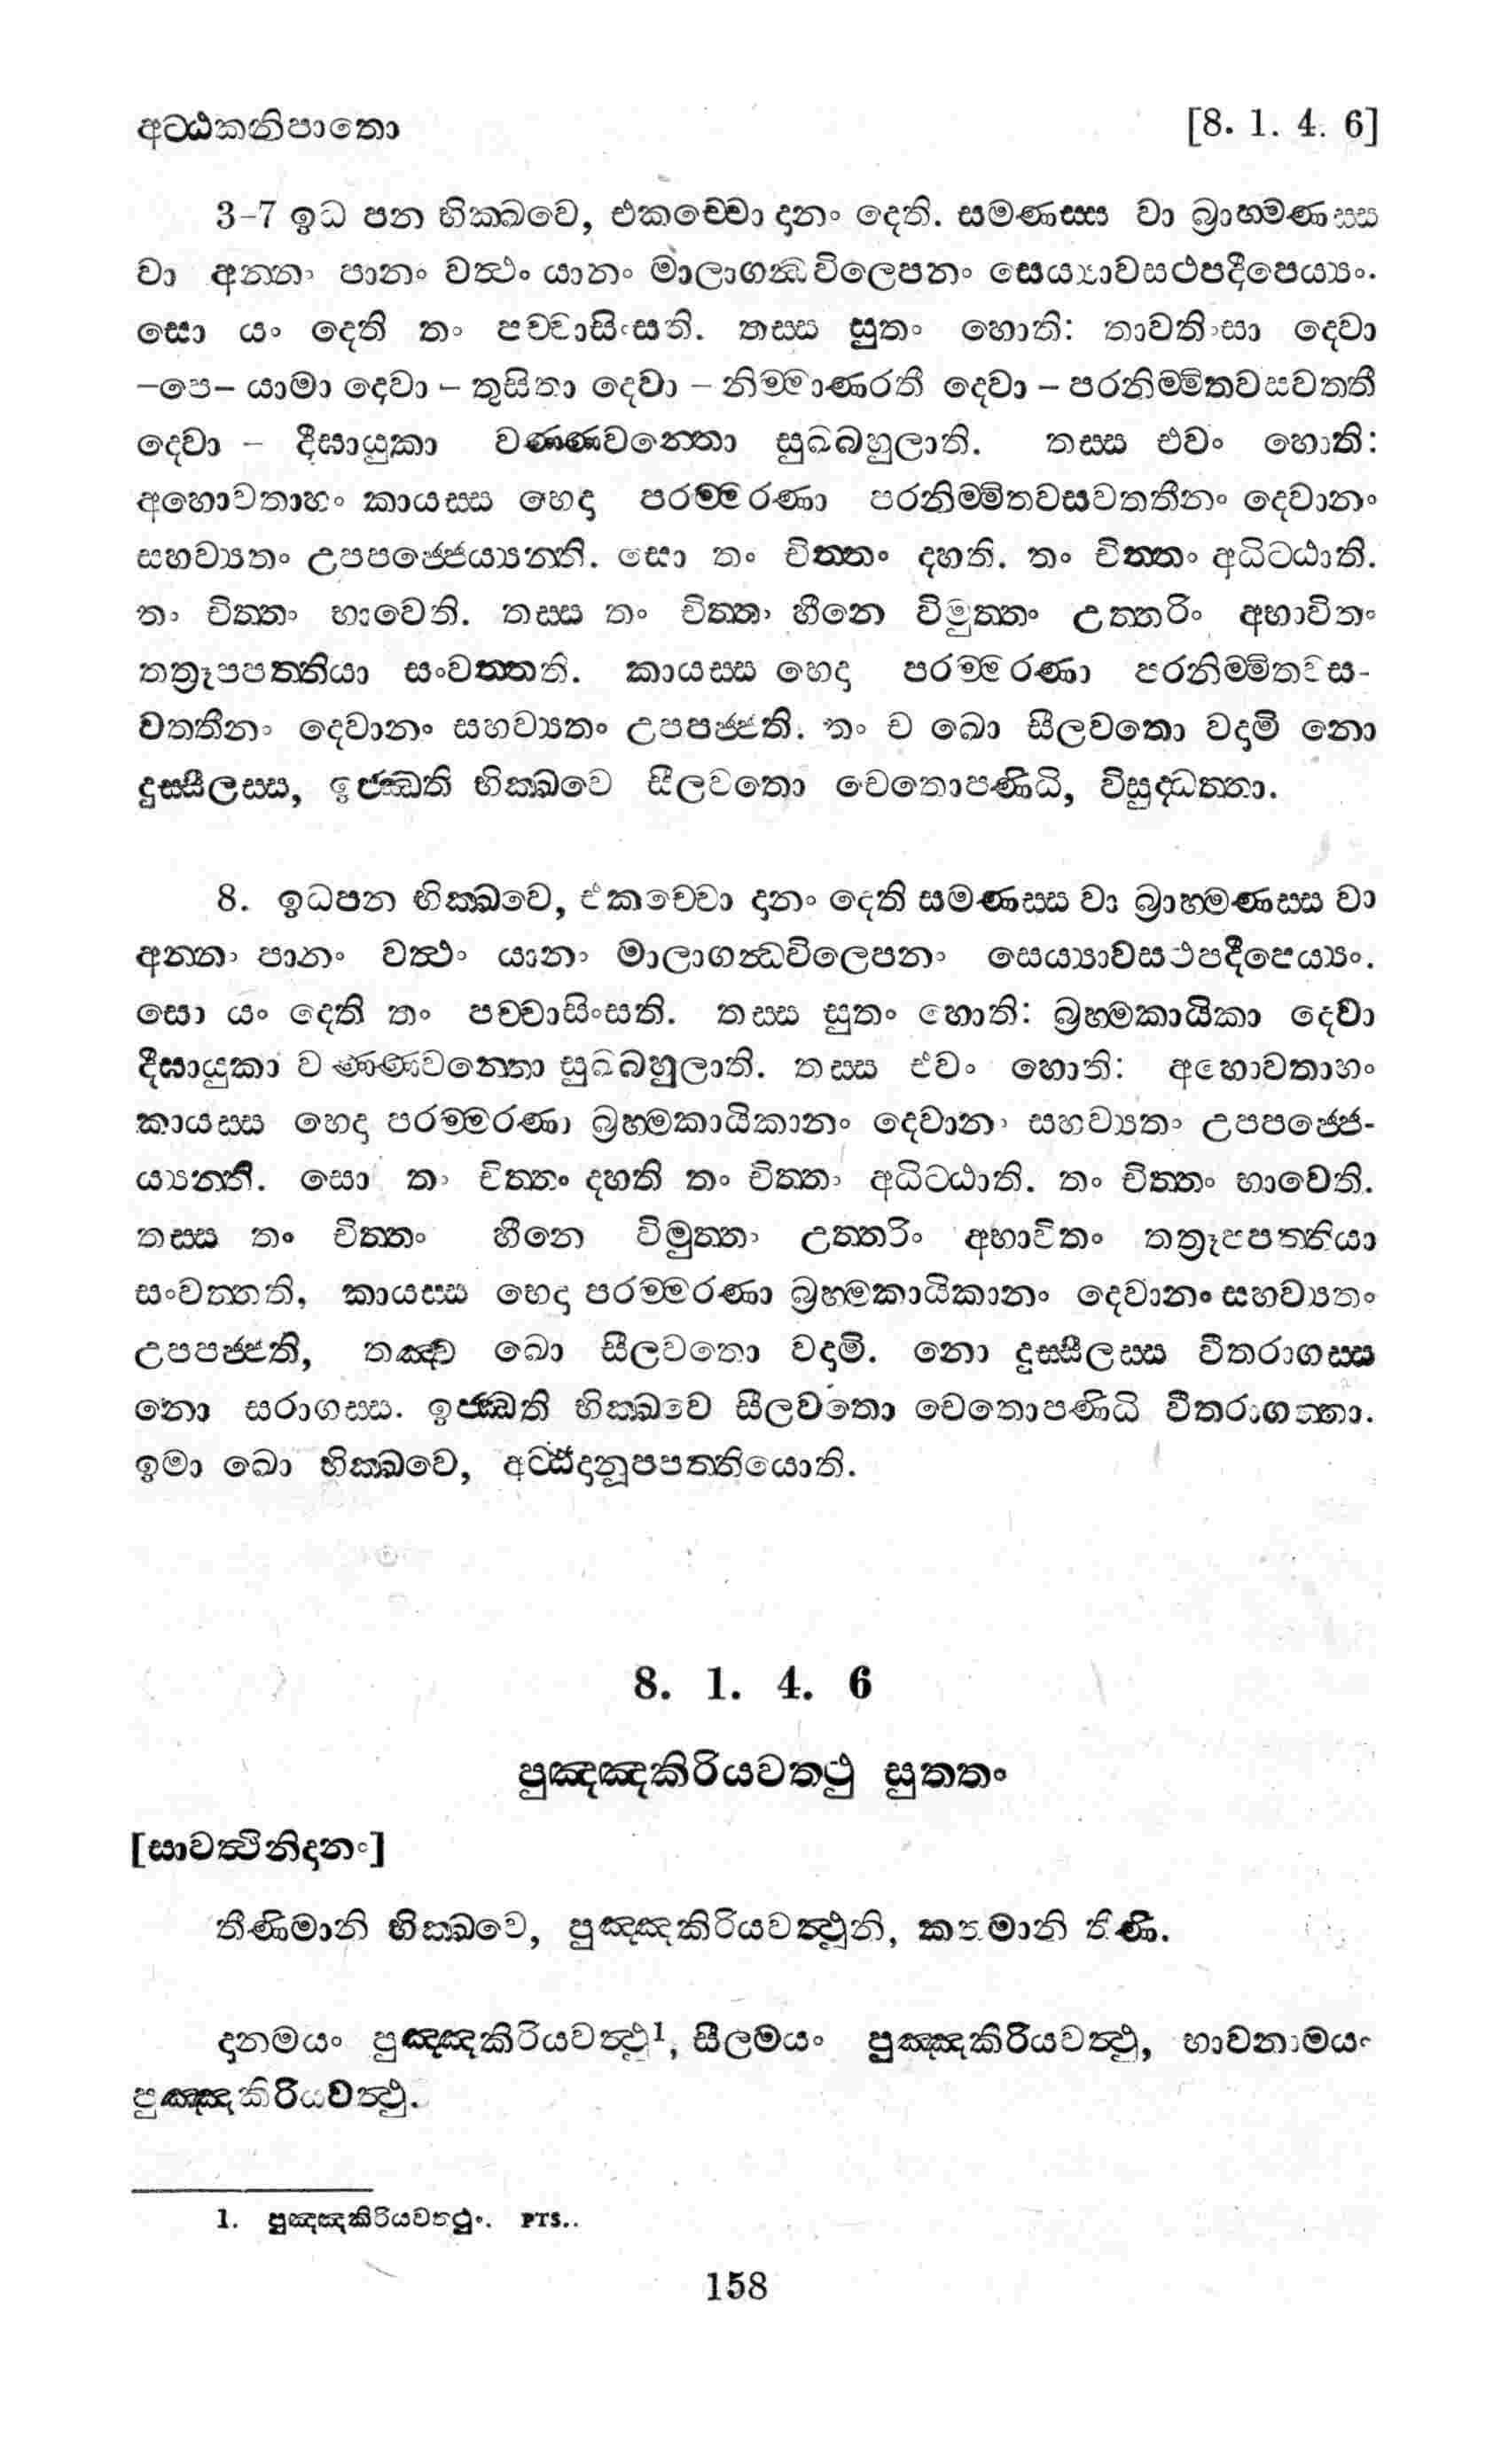 අට්ඨකනිපාතො [8. 1. 4. 6]
3-7 ඉධ පන භික්ඛවෙ, එකච්චො දානං දෙති. සමණස්ස වා බ්‍රාහ්මණස්ස
වා අන්නං පානං වත්ථං යානං මාලාගන්ධවිලෙපනං සෙය්‍යාවසථපදීපෙය්‍යං.
සො යං දෙති තං පච්චාසිංසති. තස්ස සුතං හොති: තාවතිංසා දෙවා
–පෙ– යාමා දෙවා – තුසිතා දෙවා – නිම්මාණරතී දෙවා – පරනිම්මිතවසවත්තී
දෙවා – දීඝායුකා වණ්ණවන්තො සුඛබහුලාති. තස්ස එවං හොති:
අහොවතාහං කායස්ස භෙදා පරම්මරණා පරනිම්මිතවසවත්තීනං දෙවානං
සහව්‍යතං උපපජ්ජෙය්‍යන්ති. සො තං චිත්තං දහති. තං චිත්තං අධිට්ඨාති.
තං චිත්තං භාවෙති. තස්ස තං චිත්තං හීනෙ විමුත්තං උත්තරිං අභාවිතං
තත්‍රූපපත්තියා සංවත්තති. කායස්ස භෙදා පරම්මරණා පරනිම්මිතවස-
වත්තීනං දෙවානං සහව්‍යතං උපපජ්ජති. තං ච ඛො සීලවතො වදාමි නො
දුස්සීලස්ස, ඉජ්ඣති භික්ඛවෙ සීලවතො චෙතොපණිධි, විසුද්ධත්තා.
8. ඉධපන භික්ඛවෙ, එකච්චො දානං දෙති සමණස්ස වා බ්‍රාහ්මණස්ස වා
අන්නං පානං වත්ථං යානං මාලාගන්ධවිලෙපනං සෙය්‍යාවසථපදීපෙය්‍යං.
සො යං දෙති තං පච්චාසිංසති. තස්ස සුතං හොති: බ්‍රහ්මකායිකා දෙවා
දීඝායුකා වණ්ණවන්තො සුඛබහුලාති. තස්ස එවං හොති: අහොවතාහං
කායස්ස භෙදා පරම්මරණා බ්‍රහ්මකායිකානං දෙවානං සහව්‍යතං උපපජ්ජෙ-
ය්‍යන්ති. සො තං චිත්තං දහති තං චිත්තං අධිට්ඨාති. තං චිත්තං භාවෙති.
තස්ස තං චිත්තං හීනෙ විමුත්තං උත්තරිං අභාවිතං තත්‍රූපපත්තියා
සංවත්තති, කායස්ස භෙදා පරම්මරණා බ්‍රහ්මකායිකානං දෙවානං සහව්‍යතං
උපපජ්ජති, තඤ්ච ඛො සීලවතො වදාමි. නො දුස්සීලස්ස වීතරාගස්ස
නො සරාගස්ස. ඉජ්ඣති භික්ඛවෙ සීලවතො චෙතොපණිධි වීතරාගත්තා.
ඉමා ඛො භික්ඛවෙ, අට්ඨදානූපපත්තියොති.
8. 1. 4. 6
පුඤ්ඤකිරියවත්ථු සුත්තං
[සාවත්ථිනිදානං]
තීණිමානි භික්ඛවෙ, පුඤ්ඤකිරියවත්ථූනි, කතමානි තීණි.
දානමයං පුඤ්ඤකිරියවත්ථු¹, සීලමයං පුඤ්ඤකිරියවත්ථු, භාවනාමයං
පුඤ්ඤකිරියවත්ථු.
1. පුඤ්ඤකිරියවත්ථුං. PTS..
158